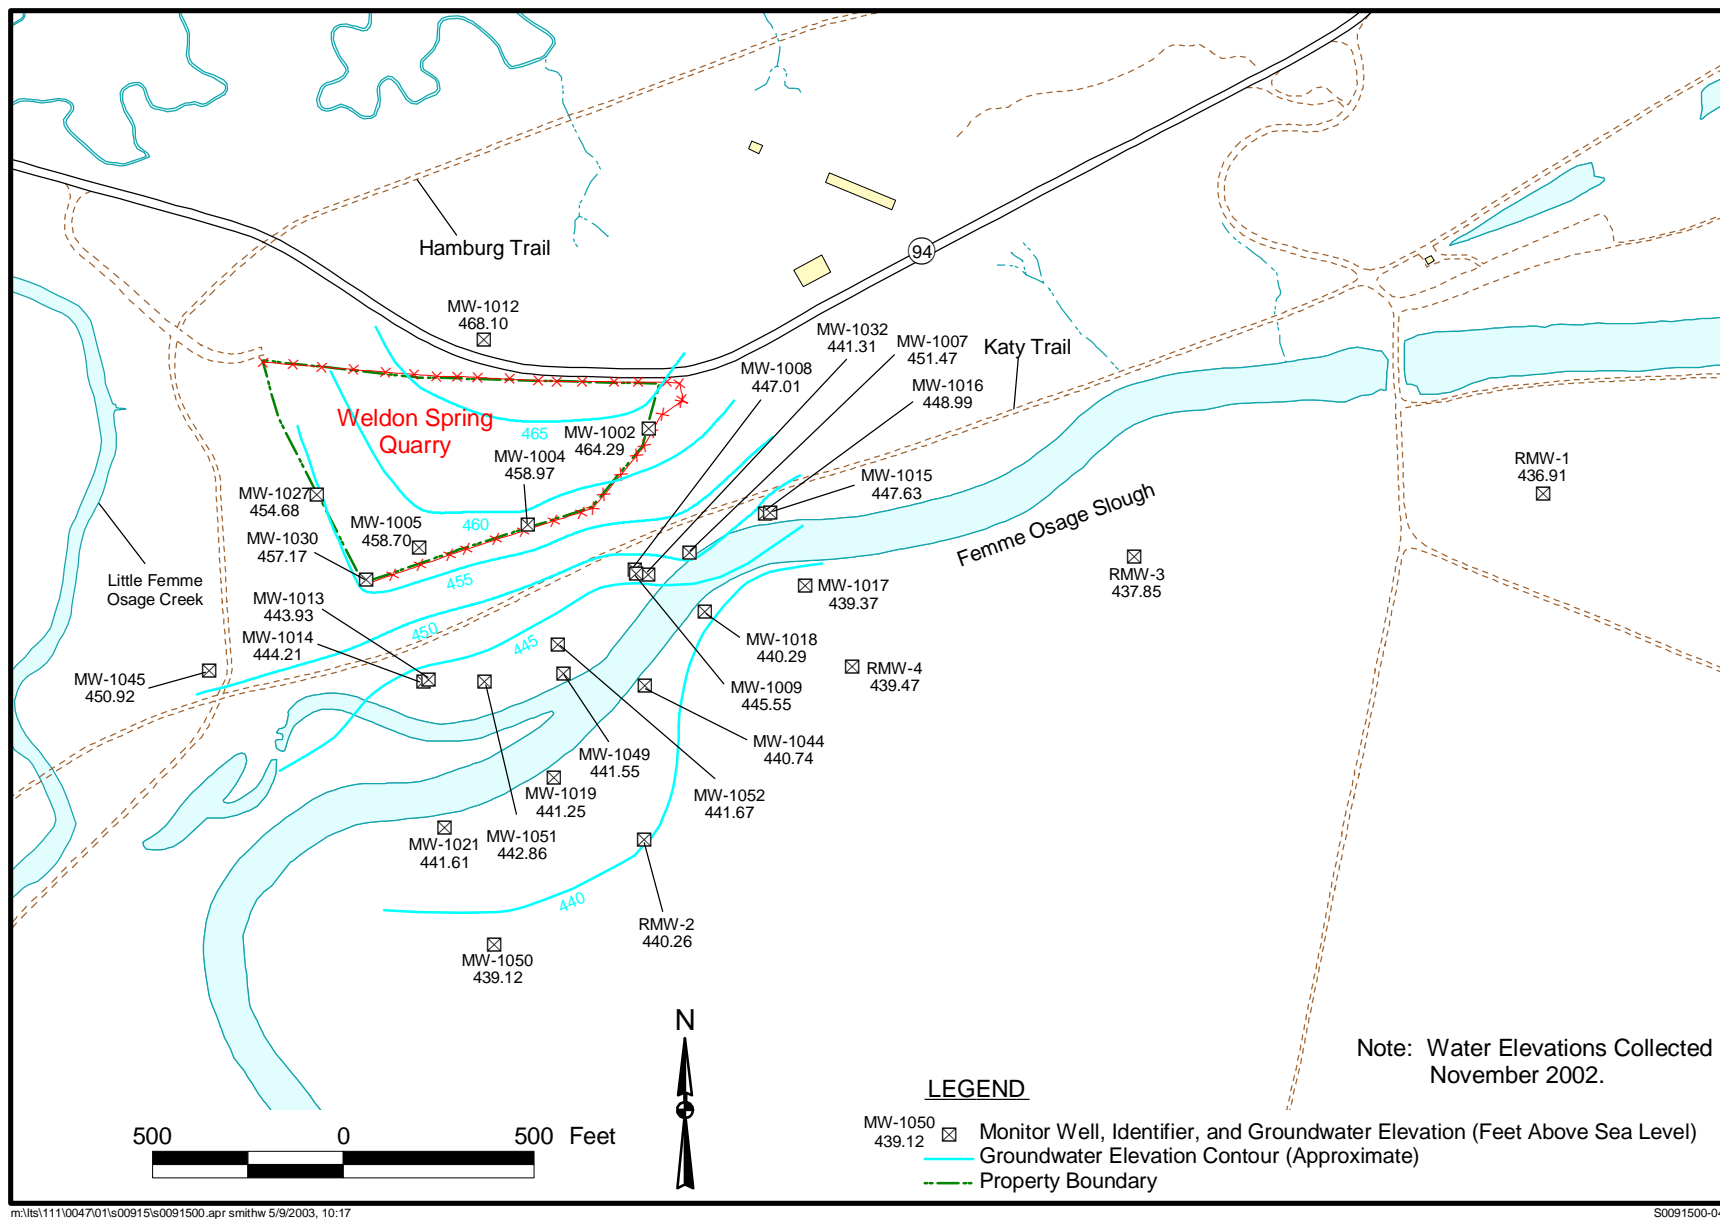 94
Hamburg Trail
MW-1012
468.10
MW-1032
441.31
MW-1007
451.47
Katy Trail
MW-1008
447.01
MW-1016
448.99
Weldon Spring
Quarry
465
MW-1002
464.29
MW-1004
458.97
RMW-1
436.91
MW-1015
447.63
MW-1027
454.68
MW-1005
458.70
460
Femme Osage Slough
MW-1030
457.17
455
Little Femme
Osage Creek
RMW-3
437.85
MW-1017
439.37
MW-1013
443.93
450
445
MW-1014
444.21
MW-1018
440.29
RMW-4
439.47
MW-1045
450.92
MW-1009
445.55
MW-1044
440.74
MW-1049
441.55
MW-1019
441.25
MW-1052
441.67
MW-1021
441.61
MW-1051
442.86
440
RMW-2
440.26
MW-1050
439.12
N
Note: Water Elevations Collected
November 2002.
500 0 500 Feet
LEGEND
MW-1050
439.12
Monitor Well, Identifier, and Groundwater Elevation (Feet Above Sea Level)
Groundwater Elevation Contour (Approximate)
Property Boundary
m:\lts\111\0047\01\s00915\s0091500.apr smithw 5/9/2003, 10:17
S0091500-04